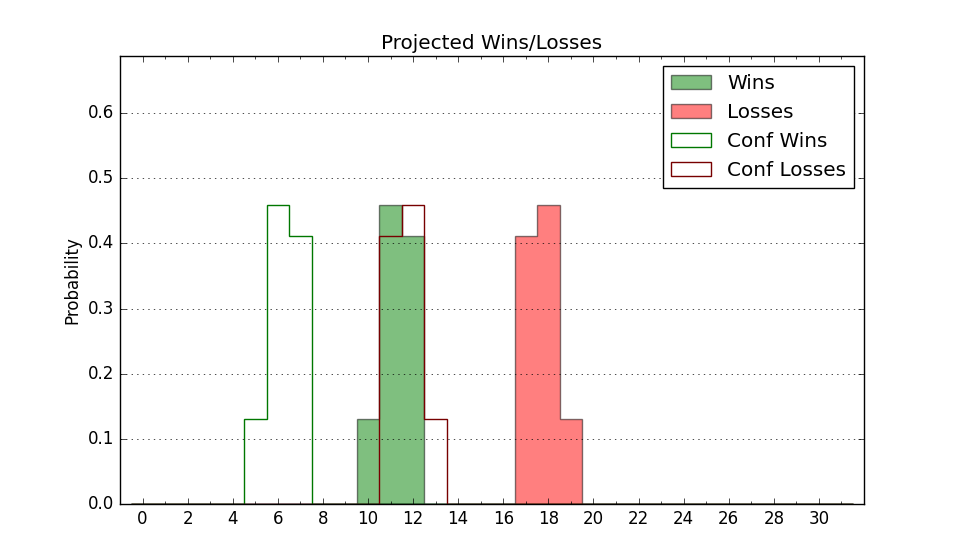 Projected Wins/Losses
Wins
Losses
Conf Wins
Conf Losses
Probability
0.6
0.5
0.4
0.3
0.2
0.1
0.0
0 2 4 6 8 10 12 14 16 18 20 22 24 26 28 30